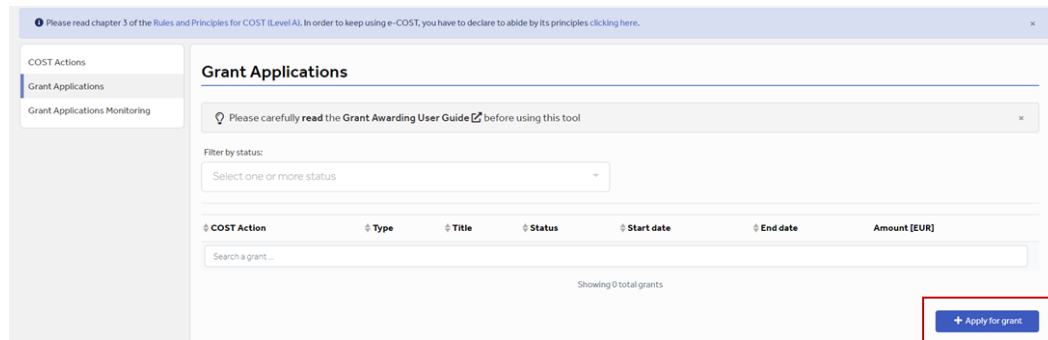 Please read chapter 3 of the Rules and Principles for COST (Level A). In order to keep using e-COST, you have to declare to abide by its principles clicking here.
COST Actions
Grant Applications
Grant Applications Monitoring
Grant Applications
Please carefully read the Grant Awarding User Guide before using this tool
Filter by status:
Select one or more status
COST Action Type Title Status Start date End date Amount [EUR]
Search a grant ...
Showing 0 total grants
+ Apply for grant